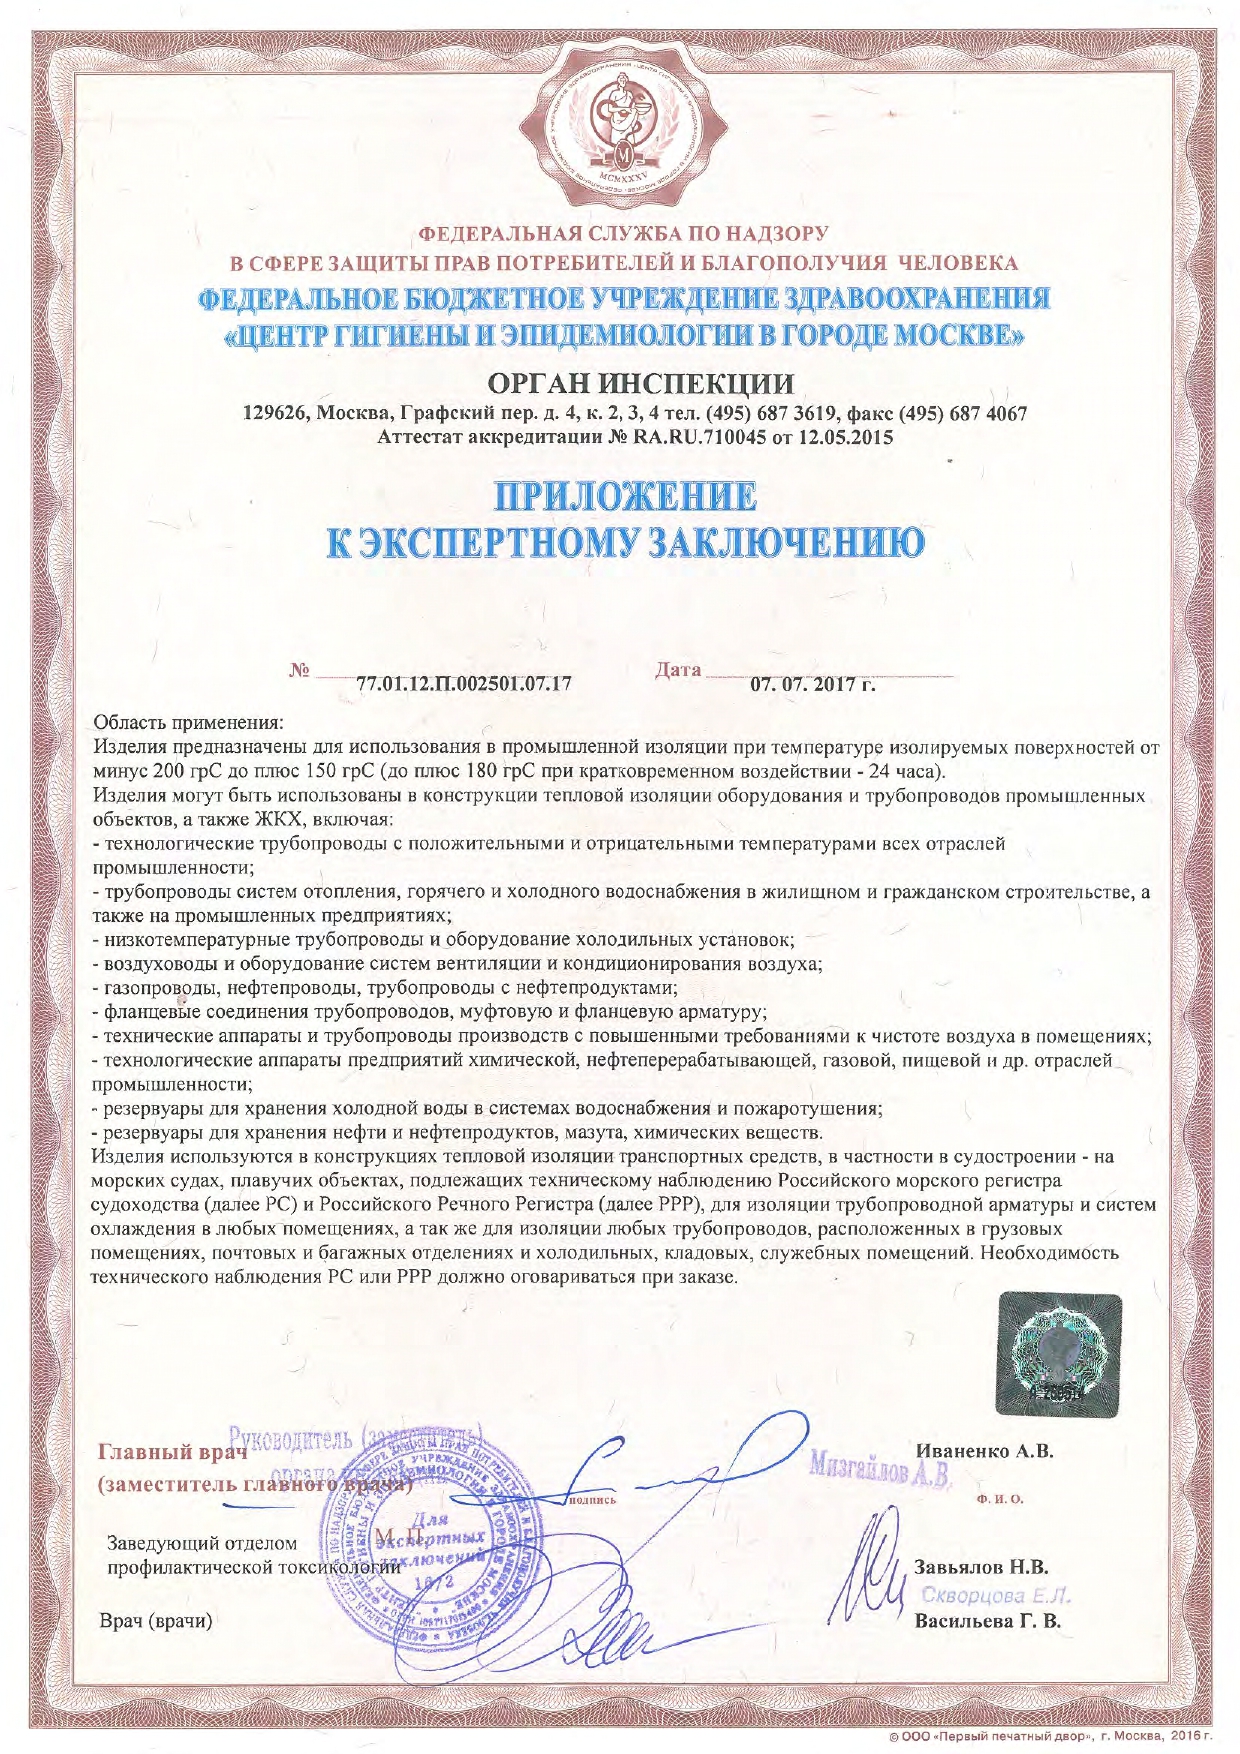 MCMXXXV
ФЕДЕРАЛЬНАЯ СЛУЖБА ПО НАДЗОРУ
В СФЕРЕ ЗАЩИТЫ ПРАВ ПОТРЕБИТЕЛЕЙ И БЛАГОПОЛУЧИЯ ЧЕЛОВЕКА
ФЕДЕРАЛЬНОЕ БЮДЖЕТНОЕ УЧРЕЖДЕНИЕ ЗДРАВООХРАНЕНИЯ
«ЦЕНТР ГИГИЕНЫ И ЭПИДЕМИОЛОГИИ В ГОРОДЕ МОСКВЕ»
ОРГАН ИНСПЕКЦИИ
129626, Москва, Графский пер. д. 4, к. 2, 3, 4 тел. (495) 687 3619, факс (495) 687 4067
Аттестат аккредитации № RA.RU.710045 от 12.05.2015
ПРИЛОЖЕНИЕ
К ЭКСПЕРТНОМУ ЗАКЛЮЧЕНИЮ
№ 77.01.12.П.002501.07.17 Дата 07. 07. 2017 г.
Область применения:
Изделия предназначены для использования в промышленной изоляции при температуре изолируемых поверхностей от
минус 200 грС до плюс 150 грС (до плюс 180 грС при кратковременном воздействии - 24 часа).
Изделия могут быть использованы в конструкции тепловой изоляции оборудования и трубопроводов промышленных
объектов, а также ЖКХ, включая:
- технологические трубопроводы с положительными и отрицательными температурами всех отраслей
промышленности;
- трубопроводы систем отопления, горячего и холодного водоснабжения в жилищном и гражданском строительстве, а
также на промышленных предприятиях;
- низкотемпературные трубопроводы и оборудование холодильных установок;
- воздуховоды и оборудование систем вентиляции и кондиционирования воздуха;
- газопроводы, нефтепроводы, трубопроводы с нефтепродуктами;
- фланцевые соединения трубопроводов, муфтовую и фланцевую арматуру;
- технические аппараты и трубопроводы производств с повышенными требованиями к чистоте воздуха в помещениях;
- технологические аппараты предприятий химической, нефтеперерабатывающей, газовой, пищевой и др. отраслей
промышленности;
- резервуары для хранения холодной воды в системах водоснабжения и пожаротушения;
- резервуары для хранения нефти и нефтепродуктов, мазута, химических веществ.
Изделия используются в конструкциях тепловой изоляции транспортных средств, в частности в судостроении - на
морских судах, плавучих объектах, подлежащих техническому наблюдению Российского морского регистра
судоходства (далее РС) и Российского Речного Регистра (далее РРР), для изоляции трубопроводной арматуры и систем
охлаждения в любых помещениях, а так же для изоляции любых трубопроводов, расположенных в грузовых
помещениях, почтовых и багажных отделениях и холодильных, кладовых, служебных помещений. Необходимость
технического наблюдения РС или РРР должно оговариваться при заказе.
Руководитель (заместитель)
Главный врач Иваненко А.В.
Мизгайлов А.В.
(заместитель главного врача)
подпись Ф. И. О.
М. П.
Для
экспертных
заключений
1672
Заведующий отделом
профилактической токсикологии Завьялов Н.В.
Скворцова Е.Л.
Врач (врачи) Васильева Г. В.
© ООО «Первый печатный двор», г. Москва, 2016 г.